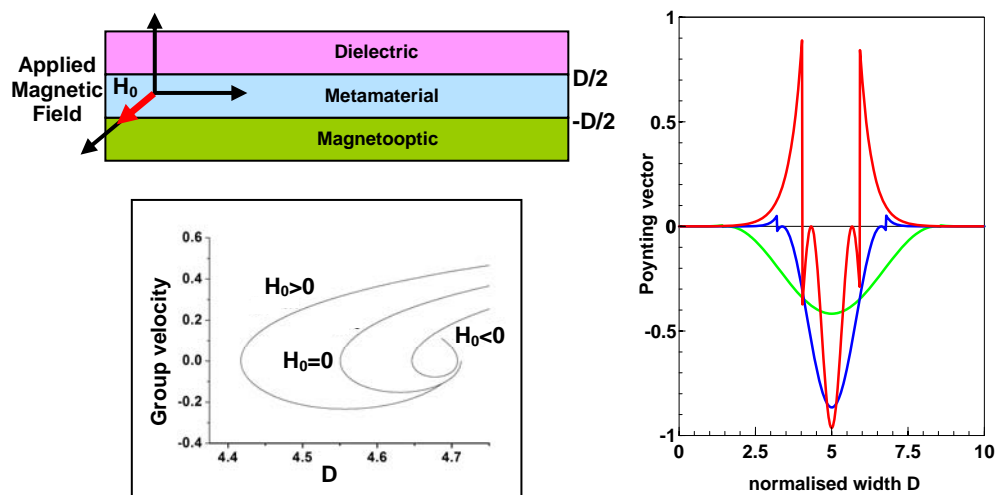 Dielectric
Applied
Magnetic
Field
H0
Metamaterial
D/2
-D/2
Magnetooptic
Group velocity
0.6
0.4
0.2
0.0
-0.2
-0.4
H0>0
H0=0
H0<0
4.4
4.5
4.6
4.7
D
Poynting vector
1
0.5
0
-0.5
-1
0
2.5
5
7.5
10
normalised width D